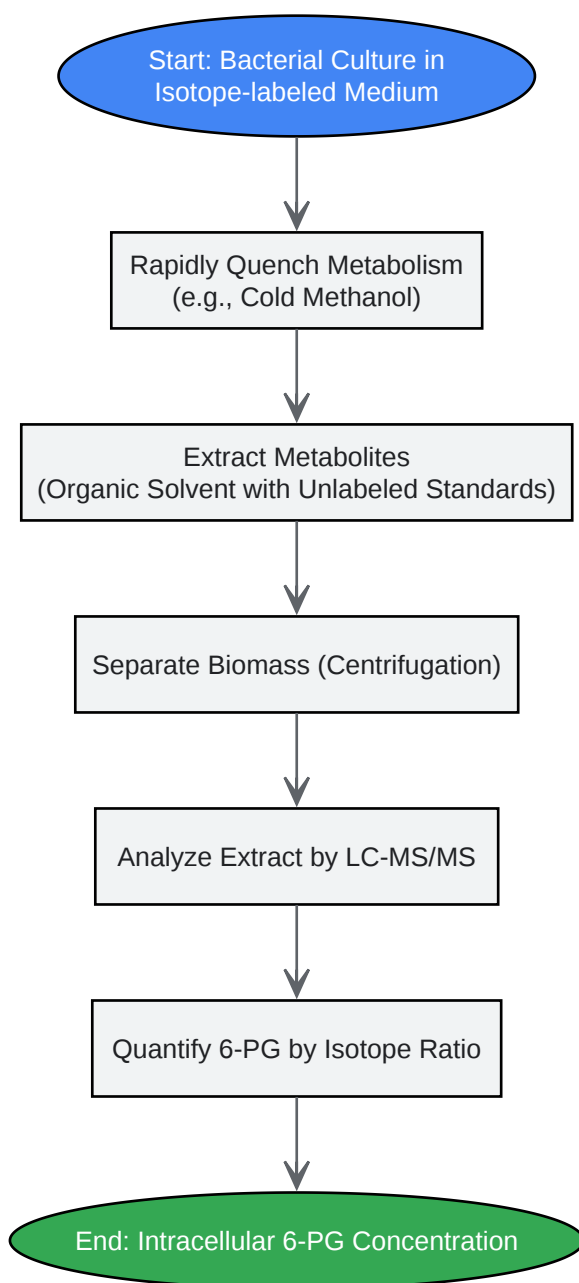 Start: Bacterial Culture in
Isotope-labeled Medium
Rapidly Quench Metabolism
(e.g., Cold Methanol)
Extract Metabolites
(Organic Solvent with Unlabeled Standards)
Separate Biomass (Centrifugation)
Analyze Extract by LC-MS/MS
Quantify 6-PG by Isotope Ratio
End: Intracellular 6-PG Concentration